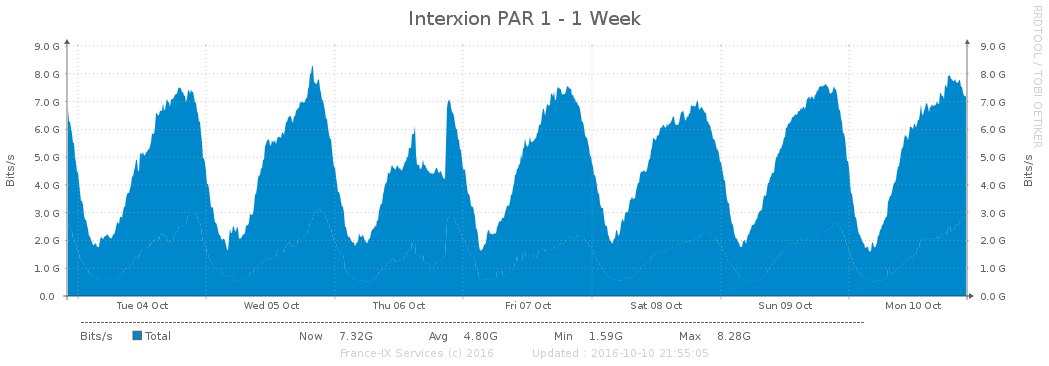 Interxion PAR 1 - 1 Week
RRDTOOL / TOBI OETIKER
9.0 G 9.0 G
8.0 G 8.0 G
7.0 G 7.0 G
6.0 G 6.0 G
5.0 G 5.0 G
4.0 G 4.0 G
3.0 G 3.0 G
2.0 G 2.0 G
1.0 G 1.0 G
0.0 0.0 G
Bits/s Bits/s
Tue 04 Oct Wed 05 Oct Thu 06 Oct Fri 07 Oct Sat 08 Oct Sun 09 Oct Mon 10 Oct
Bits/s Total Now 7.32G Avg 4.80G Min 1.59G Max 8.28G
France-IX Services (c) 2016 Updated : 2016-10-10 21:55:05